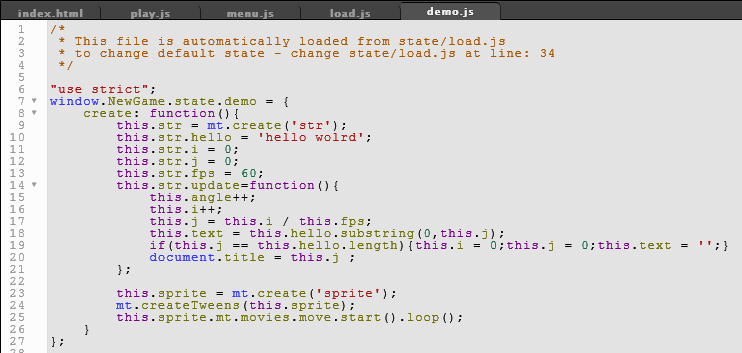 index.html play.js menu.js load.js demo.js
1 /*
2  * This file is automatically loaded from state/load.js
3  * to change default state - change state/load.js at line: 34
4  */
5
6 "use strict";
7 window.NewGame.state.demo = {
8     create: function(){
9         this.str = mt.create('str');
10         this.str.hello = 'hello wolrd';
11         this.str.i = 0;
12         this.str.j = 0;
13         this.str.fps = 60;
14         this.str.update=function(){
15             this.angle++;
16             this.i++;
17             this.j = this.i / this.fps;
18             this.text = this.hello.substring(0,this.j);
19             if(this.j == this.hello.length){this.i = 0;this.j = 0;this.text = '';}
20             document.title = this.j ;
21         };
22
23         this.sprite = mt.create('sprite');
24         mt.createTweens(this.sprite);
25         this.sprite.mt.movies.move.start().loop();
26     }
27 };
28